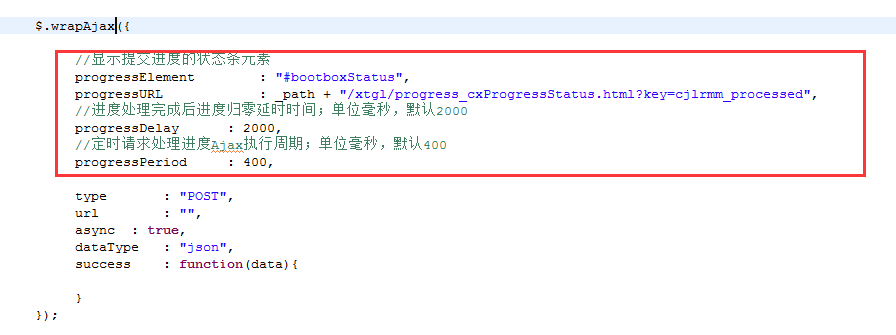 $.wrapAjax({
//显示提交进度的状态条元素
progressElement : "#bootboxStatus",
progressURL : _path + "/xtgl/progress_cxProgressStatus.html?key=cjlrmm_processed",
//进度处理完成后进度归零延时时间；单位毫秒，默认2000
progressDelay : 2000,
//定时请求处理进度Ajax执行周期；单位毫秒，默认400
progressPeriod : 400,
type : "POST",
url : "",
async : true,
dataType : "json",
success : function(data){
}
});